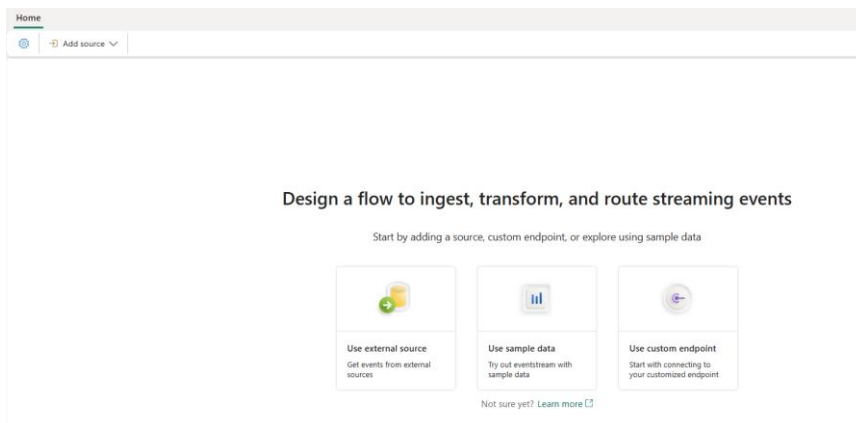 Home
Add source
Design a flow to ingest, transform, and route streaming events
Start by adding a source, custom endpoint, or explore using sample data
Use external source
Get events from external
sources
Use sample data
Try out eventstream with
sample data
Use custom endpoint
Start with connecting to
your customized endpoint
Not sure yet? Learn more